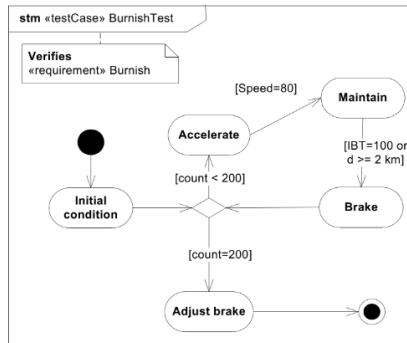 stm «testCase» BurnishTest
Verifies
«requirement» Burnish
[Speed=80]
Maintain
Accelerate
[IBT=100 or
d >= 2 km]
[count < 200]
Initial
condition
Brake
[count=200]
Adjust brake